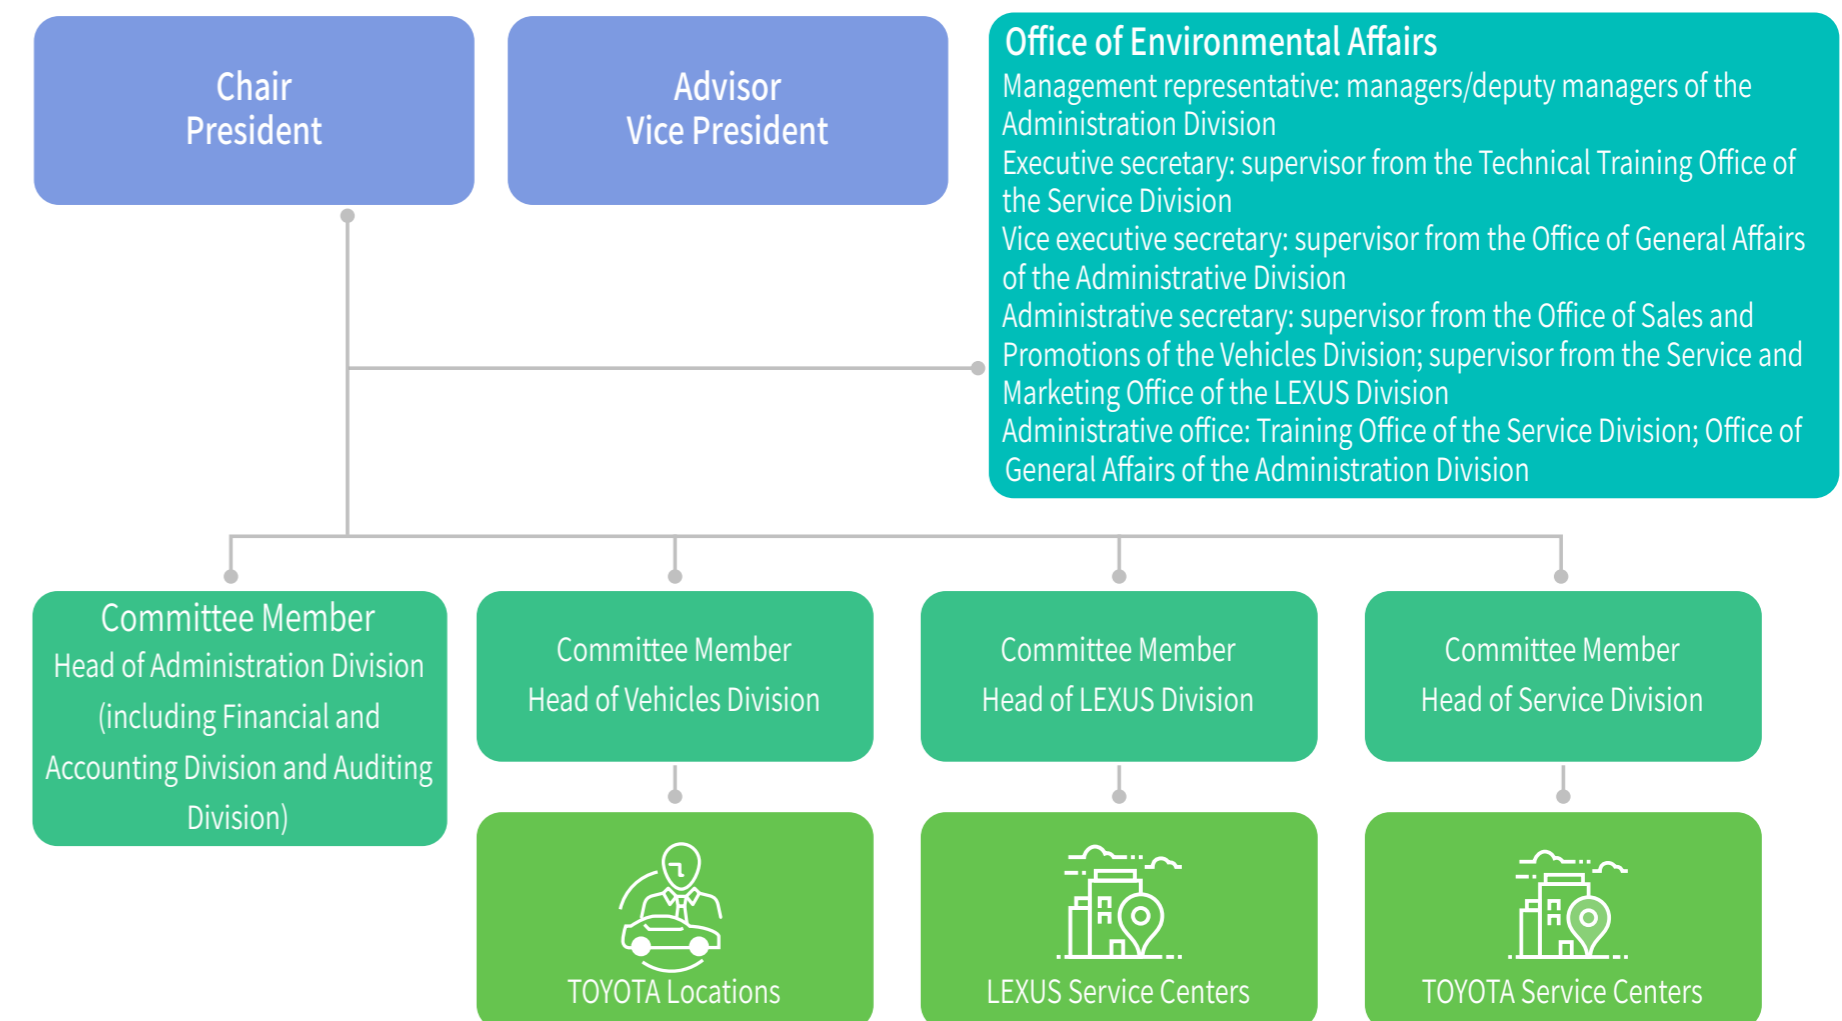 Chair
President
Advisor
Vice President
Office of Environmental Affairs
Management representative: managers/deputy managers of the
Administration Division
Executive secretary: supervisor from the Technical Training Office of
the Service Division
Vice executive secretary: supervisor from the Office of General Affairs
of the Administrative Division
Administrative secretary: supervisor from the Office of Sales and
Promotions of the Vehicles Division; supervisor from the Service and
Marketing Office of the LEXUS Division
Administrative office: Training Office of the Service Division; Office of
General Affairs of the Administration Division
Committee Member
Head of Administration Division
(including Financial and
Accounting Division and Auditing
Division)
Committee Member
Head of Vehicles Division
Committee Member
Head of LEXUS Division
Committee Member
Head of Service Division
TOYOTA Locations
LEXUS Service Centers
TOYOTA Service Centers